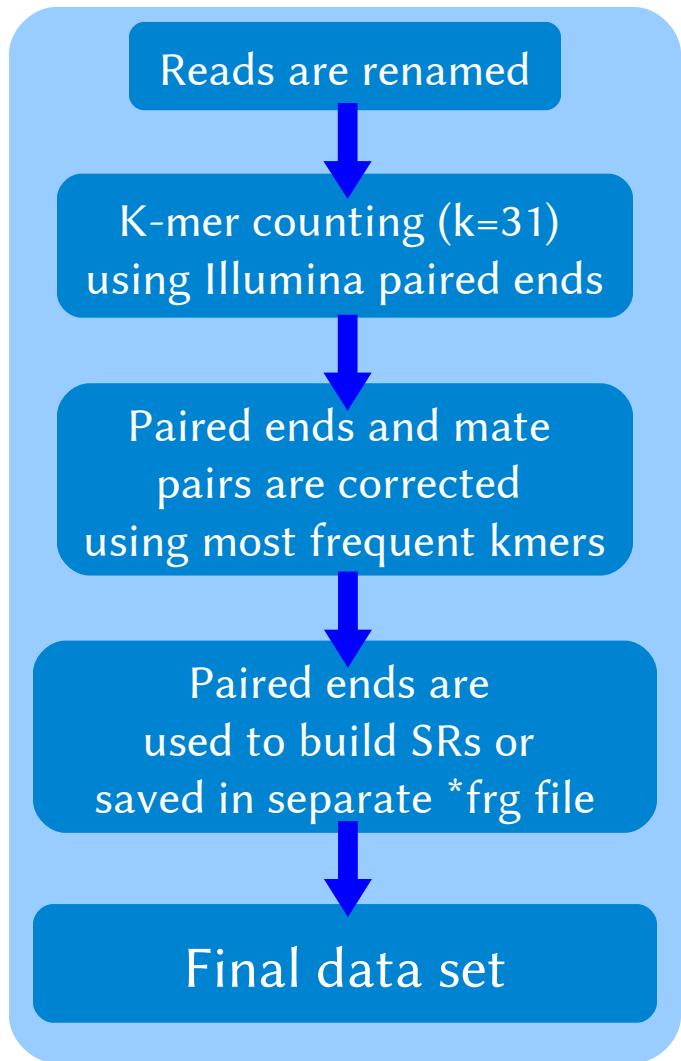 Reads are renamed
K-mer counting (k=31)
using Illumina paired ends
Paired ends and mate
pairs are corrected
using most frequent kmers
Paired ends are
used to build SRs or
saved in separate *frg file
Final data set